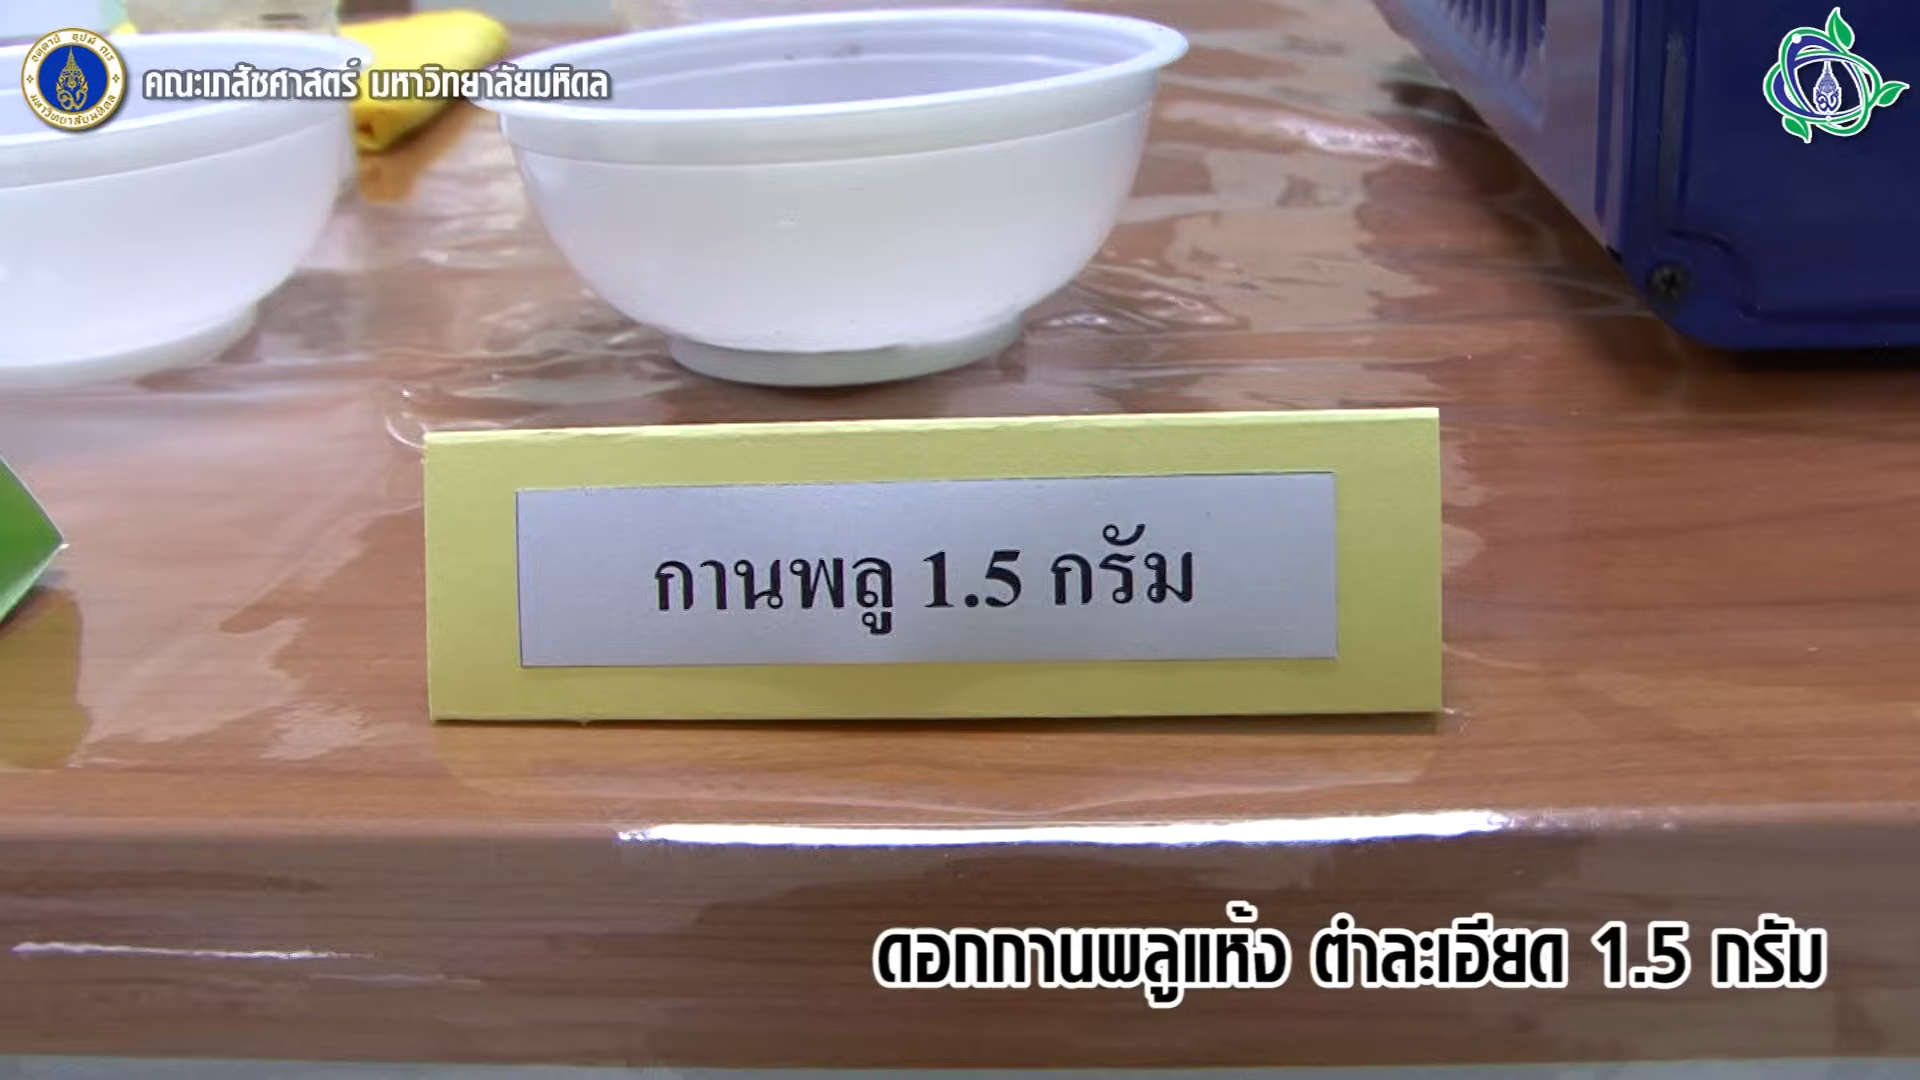 คณะเภสัชศาสตร์ มหาวิทยาลัยมหิดล
กานพลู 1.5 กรัม
ดอกกานพลูแห้ง ตำละเอียด 1.5 กรัม